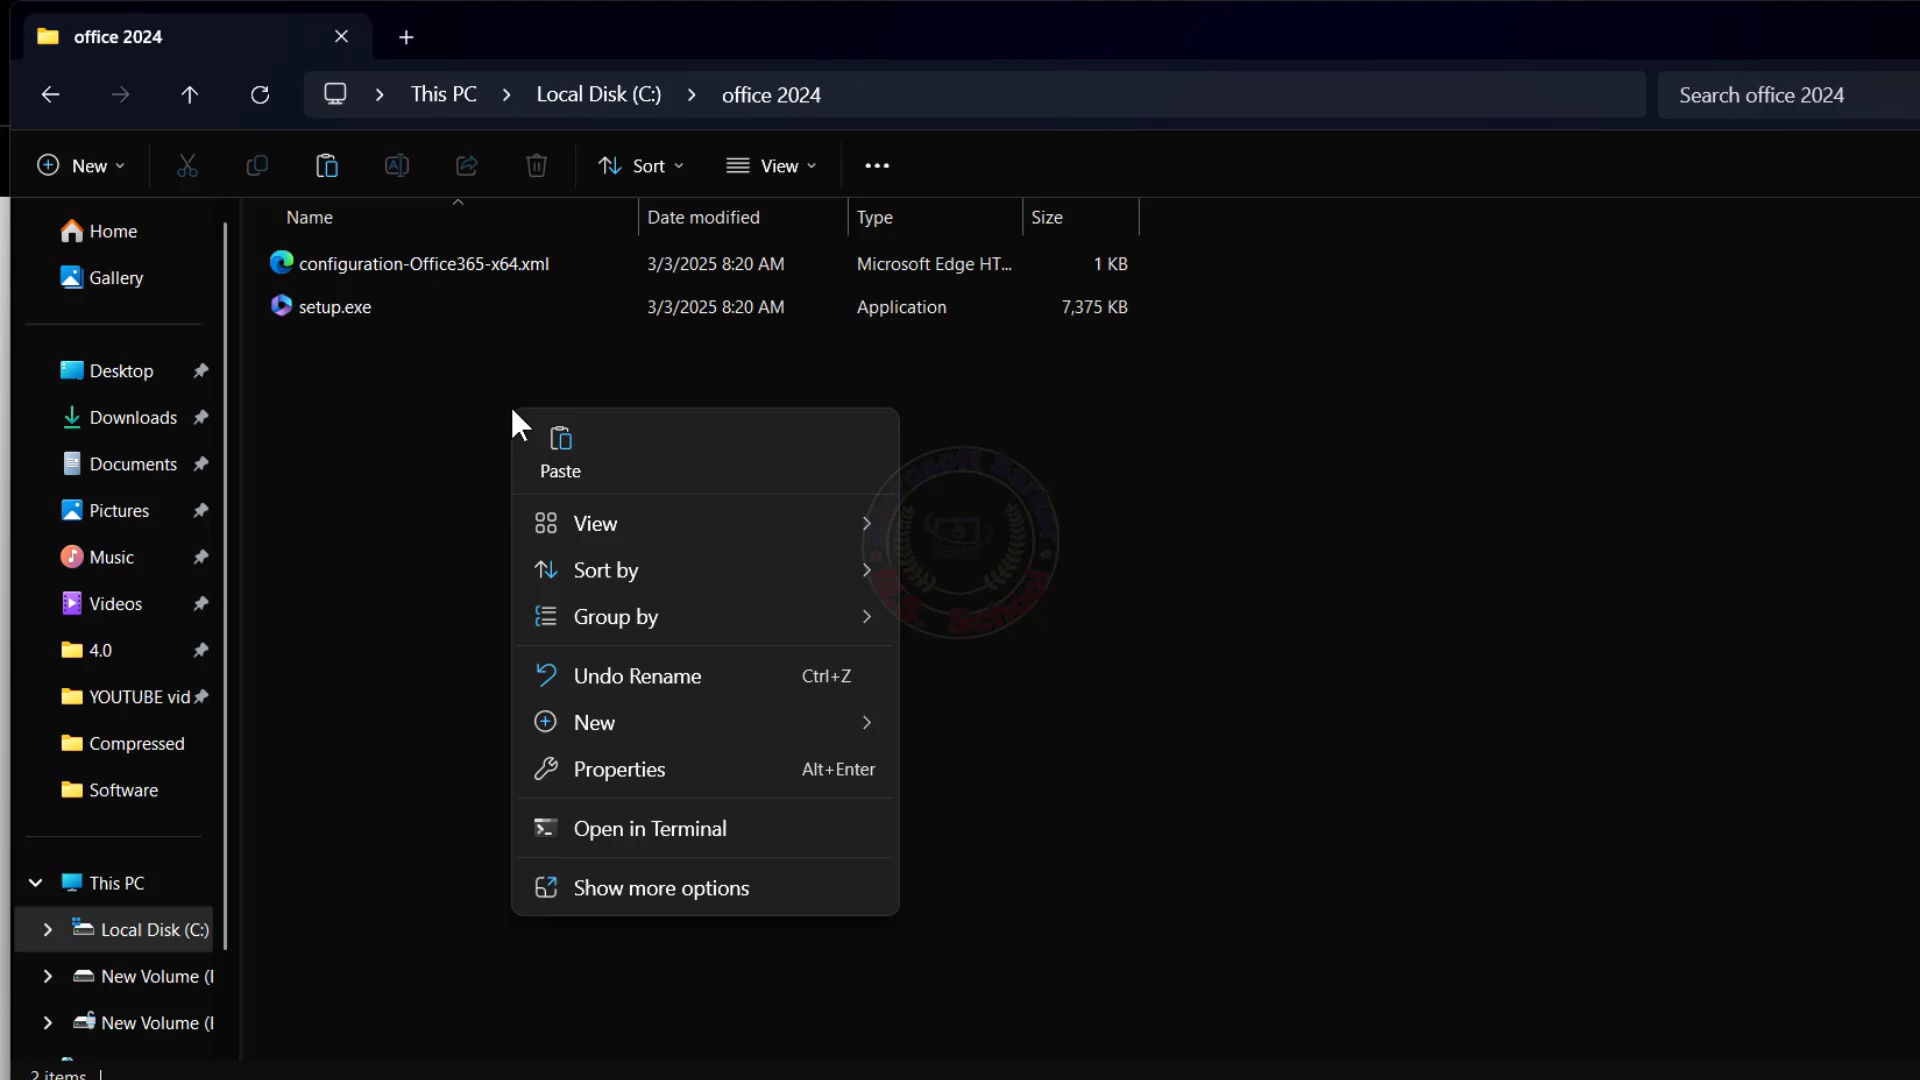 office 2024
This PC
Local Disk (C:)
office 2024
Search office 2024
New
Sort
View
Name
Date modified
Type
Size
configuration-Office365-x64.xml
3/3/2025 8:20 AM
Microsoft Edge HT...
1 KB
setup.exe
3/3/2025 8:20 AM
Application
7,375 KB
Home
Gallery
Desktop
Downloads
Documents
Pictures
Music
Videos
4.0
YOUTUBE vid
Compressed
Software
This PC
Local Disk (C:)
New Volume (
New Volume (
2 items
Paste
View
Sort by
Group by
Undo Rename Ctrl+Z
New
Properties Alt+Enter
Open in Terminal
Show more options
School